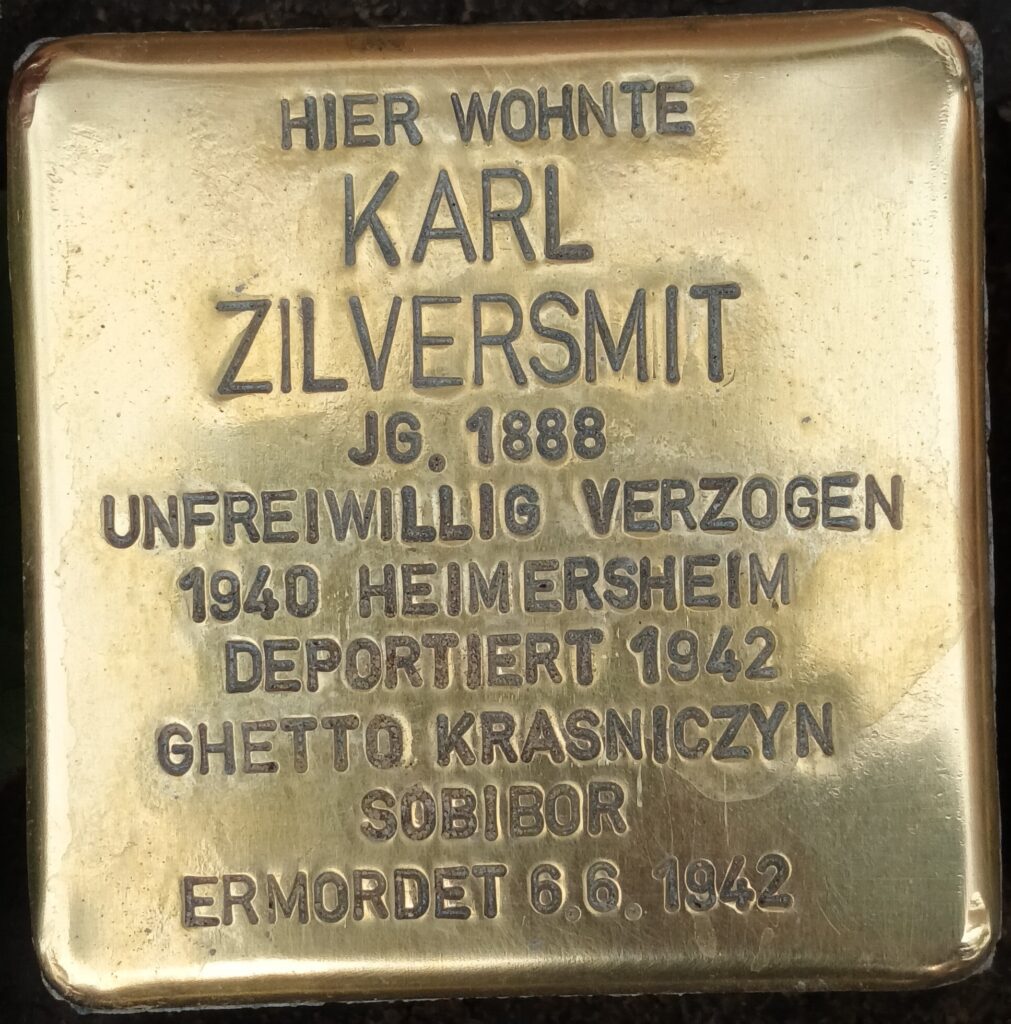 HIER WOHNTE
KARL
ZILVERSMIT
JG. 1888
UNFREIWILLIG VERZOGEN
1940 HEIMERSHEIM
DEPORTIERT 1942
GHETTO KRASNICZYN
SOBIBOR
ERMORDET 6.6. 1942